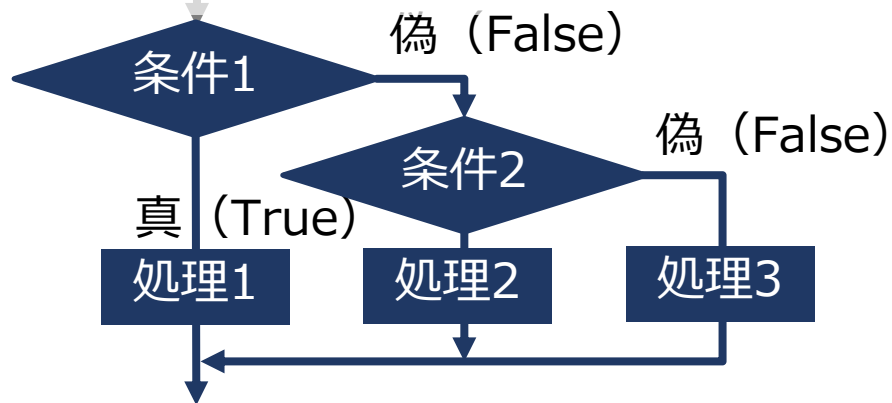 偽（False）
条件1
偽（False）
条件2
真（True）
処理1
処理2
処理3